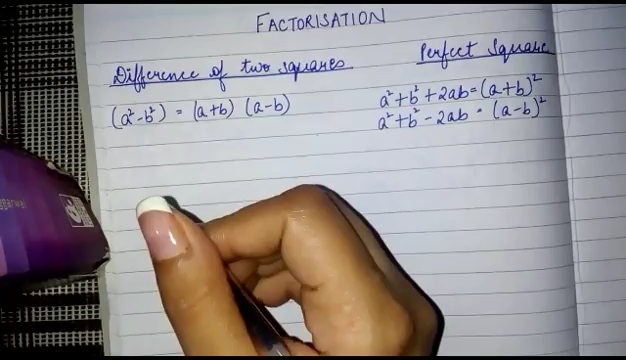 FACTORISATION
Difference of two squares
(a²-b²) = (a+b) (a-b)
Perfect Square
a²+b²+2ab=(a+b)²
a²+b²-2ab = (a-b)²